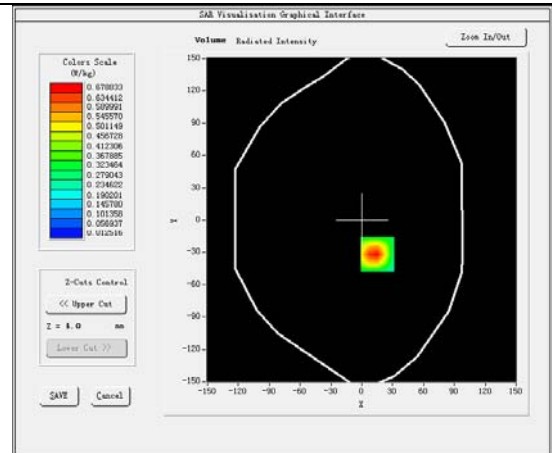 SAR Visualisation Graphical Interface
Volume Radiated Intensity
Zoom In/Out
Colors Scale
(W/kg)
0.678833
0.634412
0.589991
0.545570
0.501149
0.456728
0.412306
0.367885
0.323464
0.279043
0.234622
0.190201
0.145780
0.101358
0.056937
0.012516
Z-Cuts Control
<< Upper Cut
Z = 4.0 mm
Lower Cut >>
SAVE
Cancel
150
120
90
60
30
0
-30
-60
-90
-120
-150
Y
-150 -120 -90 -60 -30 0 30 60 90 120 150
X